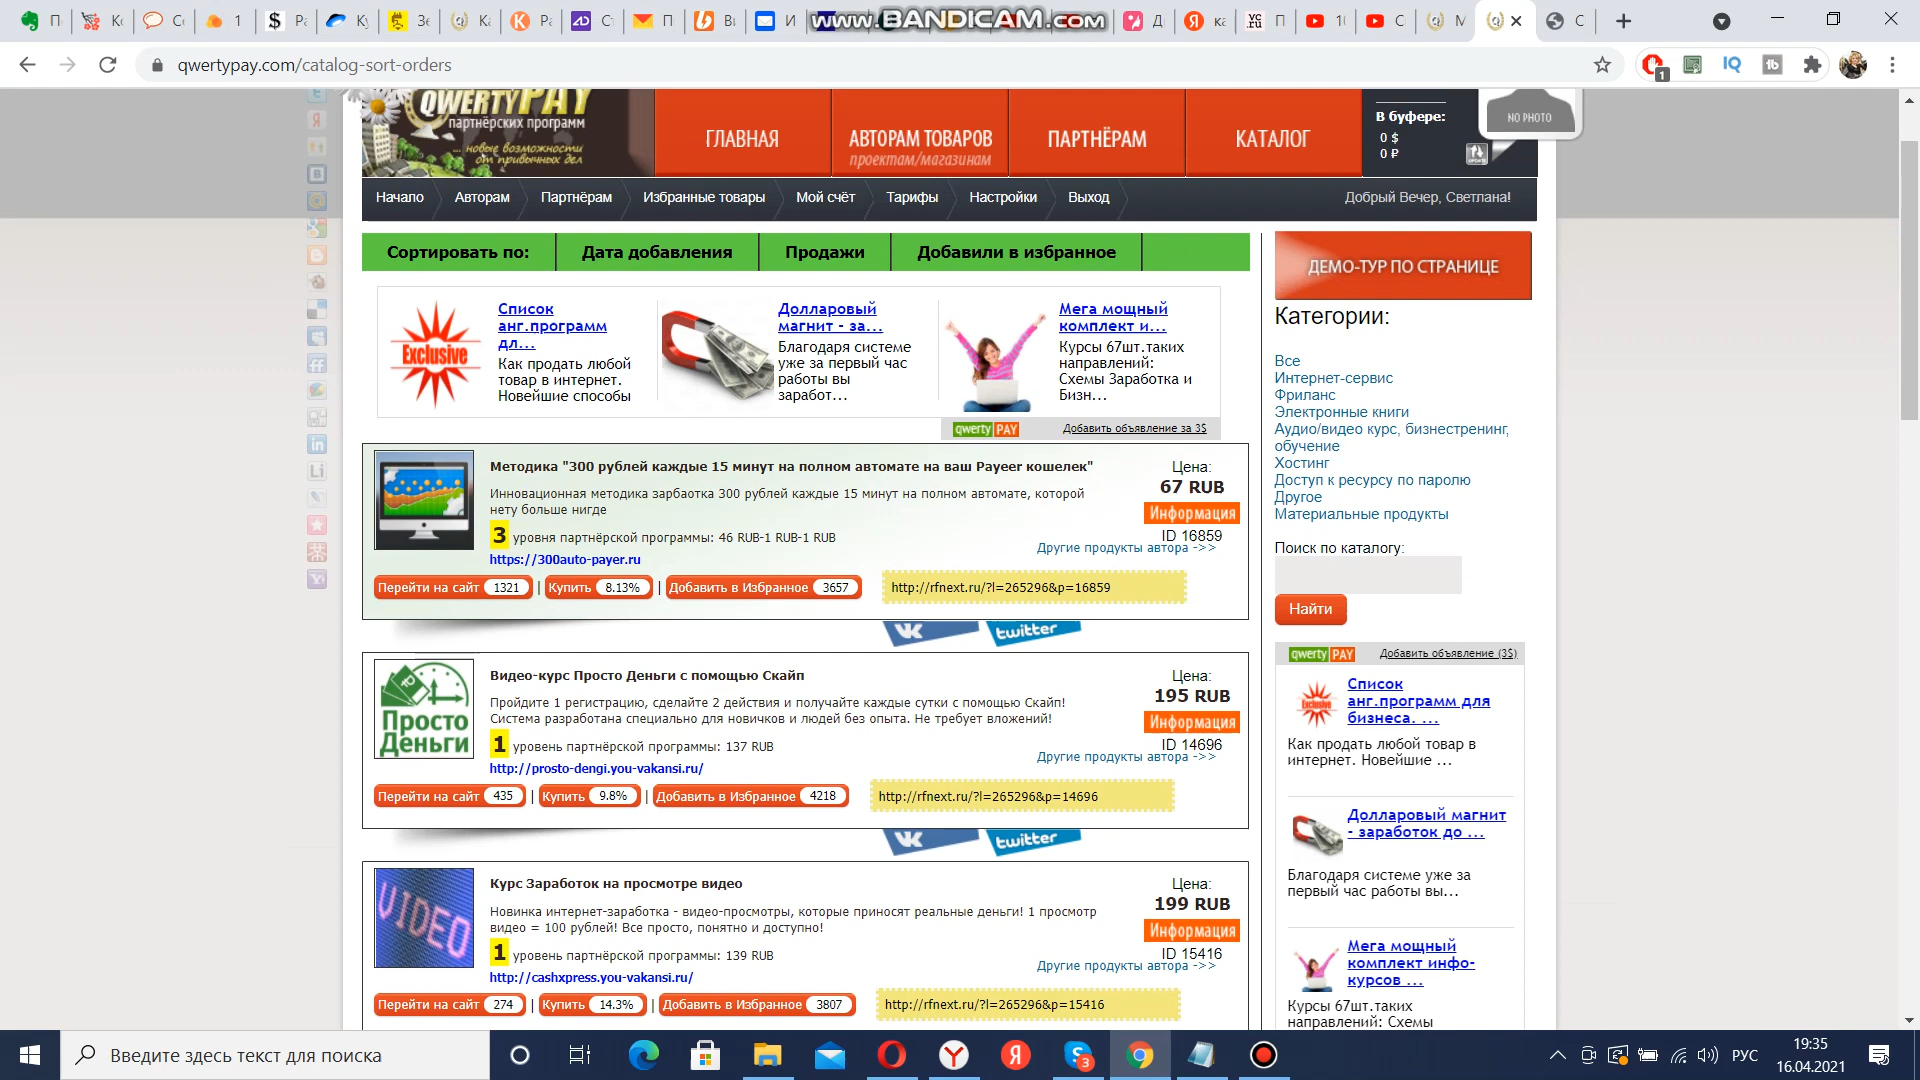 www.BANDICAM.com
qwertypay.com/catalog-sort-orders
QWERTYPAY
партнёрских программ
... новые возможности
от привычных дел
ГЛАВНАЯ
АВТОРАМ ТОВАРОВ
проектам/магазинам
ПАРТНЁРАМ
КАТАЛОГ
В буфере:
0 $
0 ₽
NO PHOTO
Начало
Авторам
Партнёрам
Избранные товары
Мой счёт
Тарифы
Настройки
Выход
Добрый Вечер, Светлана!
Сортировать по:
Дата добавления
Продажи
Добавили в избранное
Exclusive
Список
анг.программ
дл...
Как продать любой
товар в интернет.
Новейшие способы
Долларовый
магнит - за...
Благодаря системе
уже за первый час
работы вы
заработ...
Мега мощный
комплект и...
Курсы 67шт.таких
направлений:
Схемы Заработка и
Бизн...
qwerty PAY
Добавить объявление за 3$
Методика "300 рублей каждые 15 минут на полном автомате на ваш Payeer кошелек"
Инновационная методика зарбаотка 300 рублей каждые 15 минут на полном автомате, которой
нету больше нигде
3 уровня партнёрской программы: 46 RUB-1 RUB-1 RUB
https://300auto-payer.ru
Цена:
67 RUB
Информация
ID 16859
Другие продукты автора ->>
Перейти на сайт 1321 | Купить 8.13% | Добавить в Избранное 3657
http://rfnext.ru/?l=265296&p=16859
VK
twitter
Просто
Деньги
Видео-курс Просто Деньги с помощью Скайп
Пройдите 1 регистрацию, сделайте 2 действия и получайте каждые сутки с помощью Скайп!
Система разработана специально для новичков и людей без опыта. Не требует вложений!
1 уровень партнёрской программы: 137 RUB
http://prosto-dengi.you-vakansi.ru/
Цена:
195 RUB
Информация
ID 14696
Другие продукты автора ->>
Перейти на сайт 435 | Купить 9.8% | Добавить в Избранное 4218
http://rfnext.ru/?l=265296&p=14696
VK
twitter
VIDEO
Курс Заработок на просмотре видео
Новинка интернет-заработка - видео-просмотры, которые приносят реальные деньги! 1 просмотр
видео = 100 рублей! Все просто, понятно и доступно!
1 уровень партнёрской программы: 139 RUB
http://cashxpress.you-vakansi.ru/
Цена:
199 RUB
Информация
ID 15416
Другие продукты автора ->>
Перейти на сайт 274 | Купить 14.3% | Добавить в Избранное 3807
http://rfnext.ru/?l=265296&p=15416
ДЕМО-ТУР ПО СТРАНИЦЕ
Категории:
Все
Интернет-сервис
Фриланс
Электронные книги
Аудио/видео курс, бизнестренинг,
обучение
Хостинг
Доступ к ресурсу по паролю
Другое
Материальные продукты
Поиск по каталогу:
Найти
qwerty PAY
Добавить объявление (3$)
Exclusive
Список
анг.программ для
бизнеса. ...
Как продать любой товар в
интернет. Новейшие ...
Долларовый магнит
- заработок до ...
Благодаря системе уже за
первый час работы вы...
Мега мощный
комплект инфо-
курсов ...
Курсы 67шт.таких
направлений: Схемы
Введите здесь текст для поиска
РУС
19:35
16.04.2021